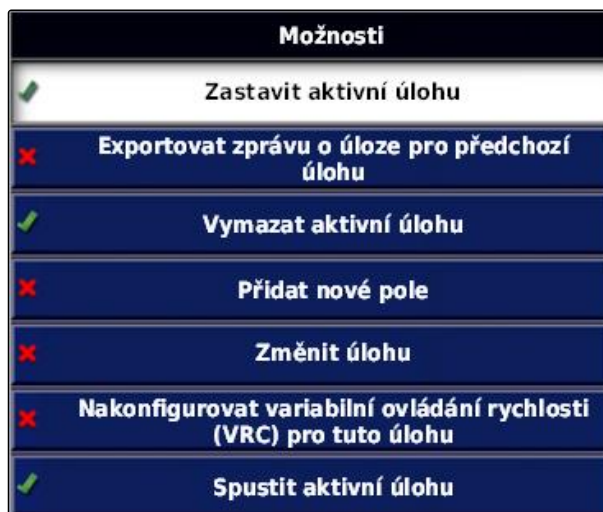 Možnosti
Zastavit aktivní úlohu
Exportovat zprávu o úloze pro předchozí
úlohu
Vymazat aktivní úlohu
Přidat nové pole
Změnit úlohu
Nakonfigurovat variabilní ovládání rychlosti
(VRC) pro tuto úlohu
Spustit aktivní úlohu